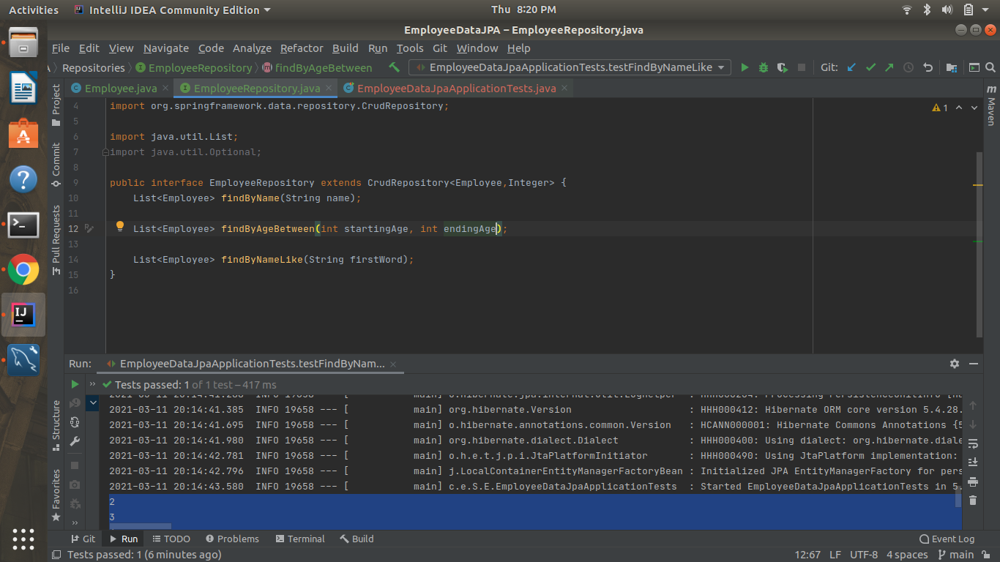 Activities IntelliJ IDEA Community Edition Thu 8:20 PM
EmployeeDataJPA – EmployeeRepository.java
File Edit View Navigate Code Analyze Refactor Build Run Tools Git Window Help
Repositories EmployeeRepository findByAgeBetween EmployeeDataJpaApplicationTests.testFindByNameLike Git:
Employee.java EmployeeRepository.java EmployeeDataJpaApplicationTests.java
Project
Commit
Pull Requests
Structure
Favorites
Maven
1
4 import org.springframework.data.repository.CrudRepository;
5
6 import java.util.List;
7 import java.util.Optional;
8
9 public interface EmployeeRepository extends CrudRepository<Employee,Integer> {
10 List<Employee> findByName(String name);
11
12 List<Employee> findByAgeBetween(int startingAge, int endingAge);
13
14 List<Employee> findByNameLike(String firstWord);
15 }
16
Run: EmployeeDataJpaApplicationTests.testFindByNam...
Tests passed: 1 of 1 test – 417 ms
2021-03-11 20:14:41.385 INFO 19658 --- [ main] org.hibernate.Version : HHH000412: Hibernate ORM core version 5.4.28.
2021-03-11 20:14:41.695 INFO 19658 --- [ main] o.hibernate.annotations.common.Version : HCANN000001: Hibernate Commons Annotations {5
2021-03-11 20:14:41.980 INFO 19658 --- [ main] org.hibernate.dialect.Dialect : HHH000400: Using dialect: org.hibernate.diale
2021-03-11 20:14:42.781 INFO 19658 --- [ main] o.h.e.t.j.p.i.JtaPlatformInitiator : HHH000490: Using JtaPlatform implementation:
2021-03-11 20:14:42.796 INFO 19658 --- [ main] j.LocalContainerEntityManagerFactoryBean : Initialized JPA EntityManagerFactory for pers
2021-03-11 20:14:43.580 INFO 19658 --- [ main] c.e.S.E.EmployeeDataJpaApplicationTests : Started EmployeeDataJpaApplicationTests in 5.
2
3
Git Run TODO Problems Terminal Build Event Log
Tests passed: 1 (6 minutes ago) 12:67 LF UTF-8 4 spaces main